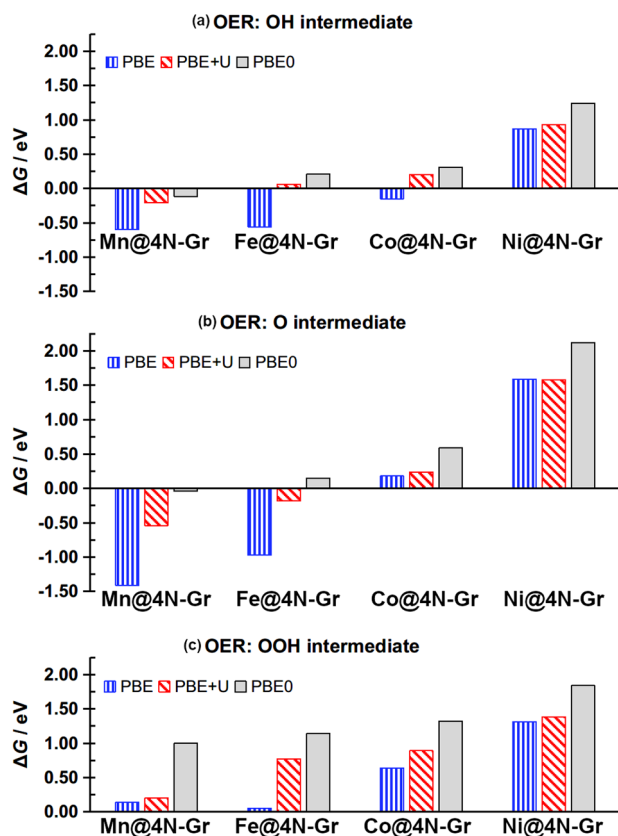 (a) OER: OH intermediate
2.00
PBE PBE+U PBE0
1.50
1.00
0.50
0.00
-0.50
-1.00
-1.50
ΔG / eV
Mn@4N-Gr Fe@4N-Gr Co@4N-Gr Ni@4N-Gr
(b) OER: O intermediate
2.00
PBE PBE+U PBE0
1.50
1.00
0.50
0.00
-0.50
-1.00
-1.50
ΔG / eV
Mn@4N-Gr Fe@4N-Gr Co@4N-Gr Ni@4N-Gr
(c) OER: OOH intermediate
2.00
PBE PBE+U PBE0
1.50
1.00
0.50
0.00
ΔG / eV
Mn@4N-Gr Fe@4N-Gr Co@4N-Gr Ni@4N-Gr